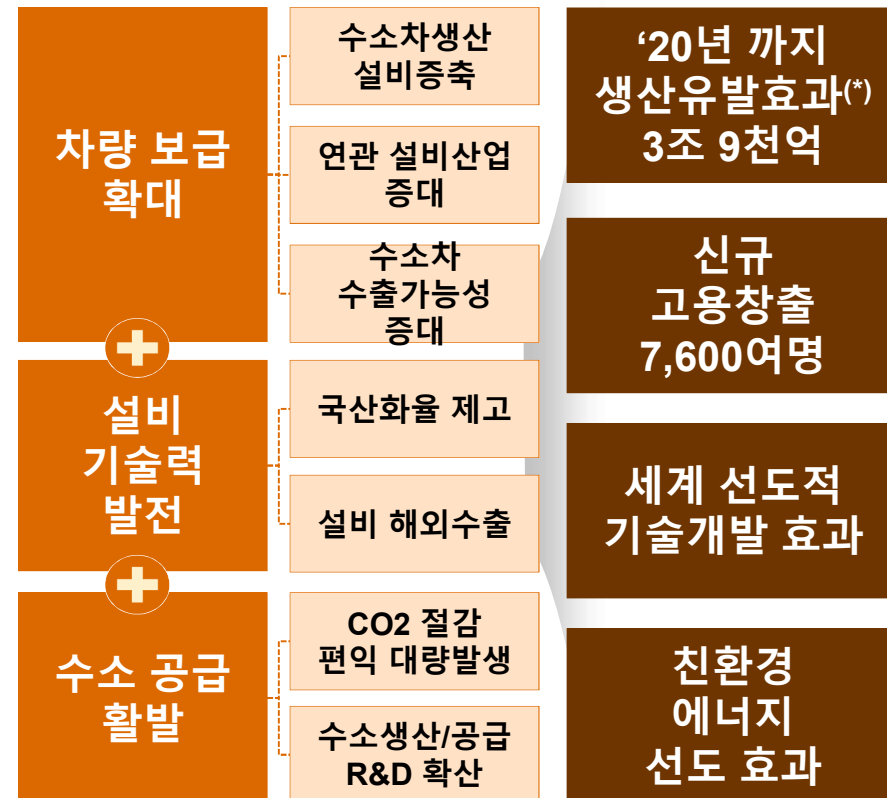 차량 보급
확대
수소차생산
설비증축
연관 설비산업
증대
수소차
수출가능성
증대
설비
기술력
발전
국산화율 제고
설비 해외수출
수소 공급
활발
CO2 절감
편익 대량발생
수소생산/공급
R&D 확산
‘20년 까지
생산유발효과(*)
3조 9천억
신규
고용창출
7,600여명
세계 선도적
기술개발 효과
친환경
에너지
선도 효과